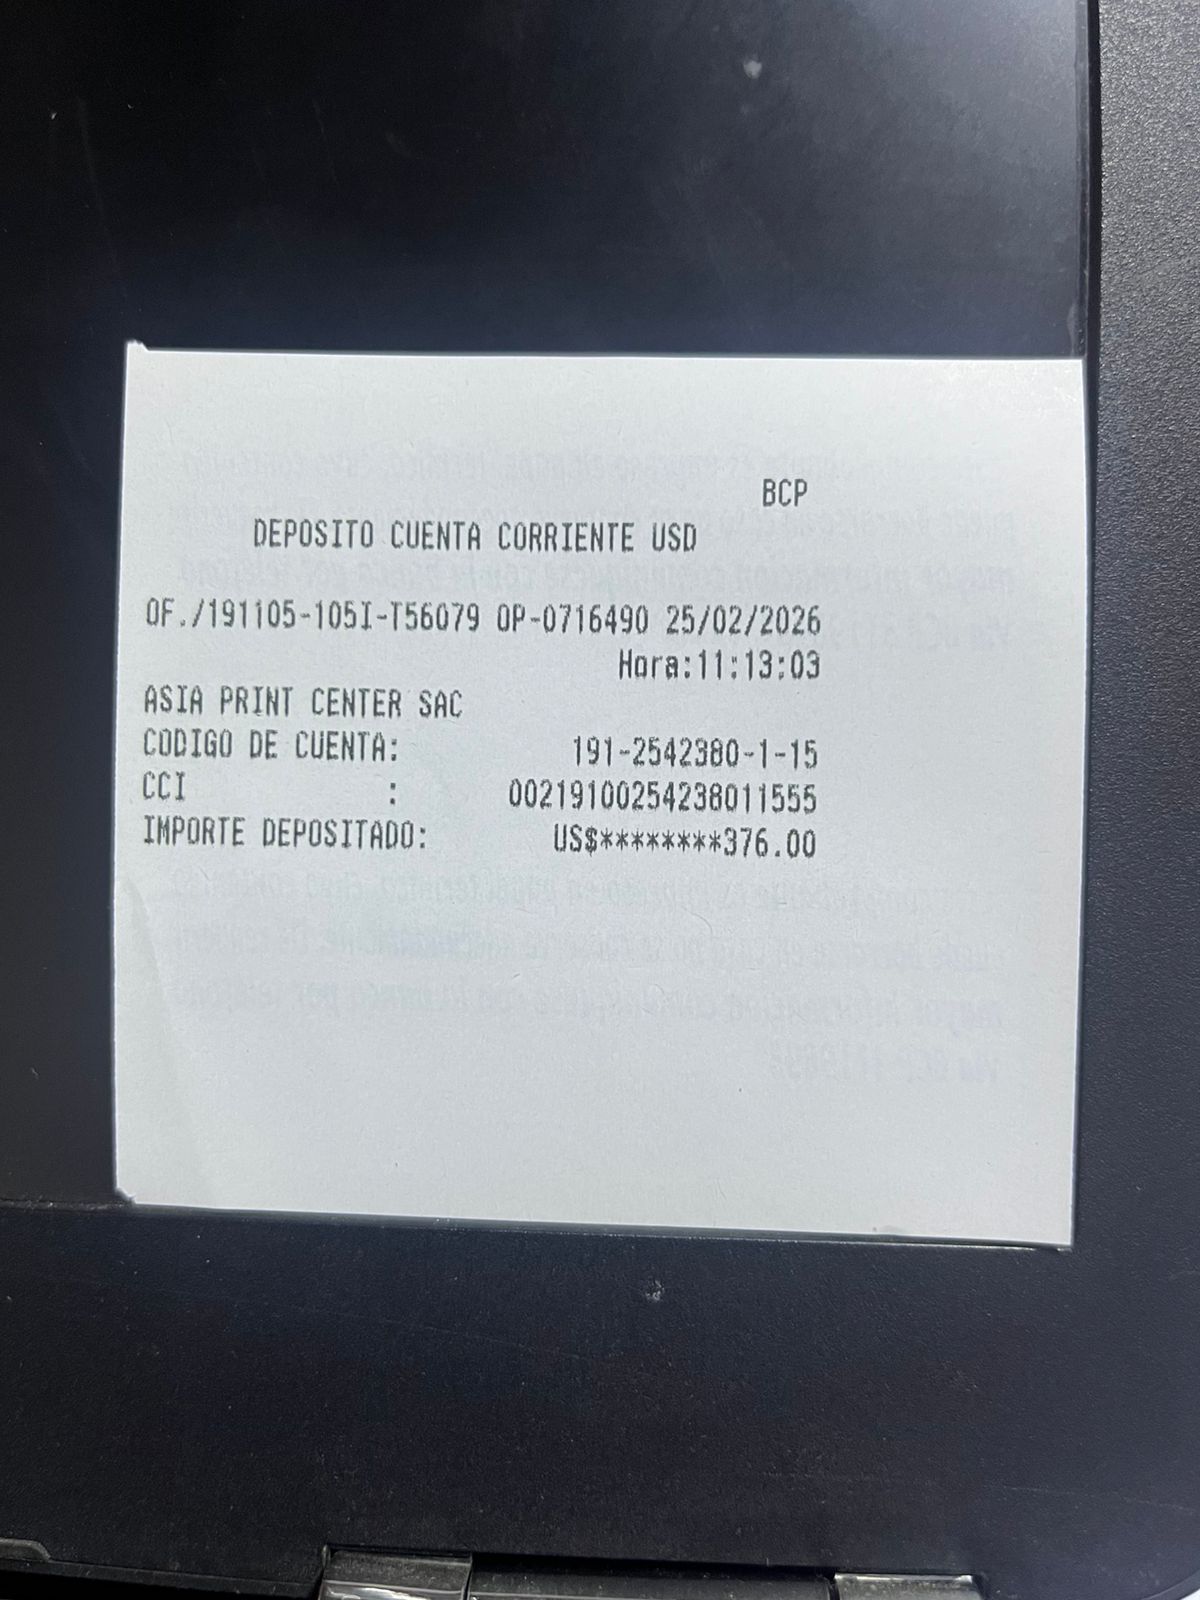 BCP
DEPOSITO CUENTA CORRIENTE USD
OF./191105-105I-T56079 OP-0716490 25/02/2026
Hora:11:13:03
ASIA PRINT CENTER SAC
CODIGO DE CUENTA: 191-2542380-1-15
CCI : 00219100254238011555
IMPORTE DEPOSITADO: US$********376.00